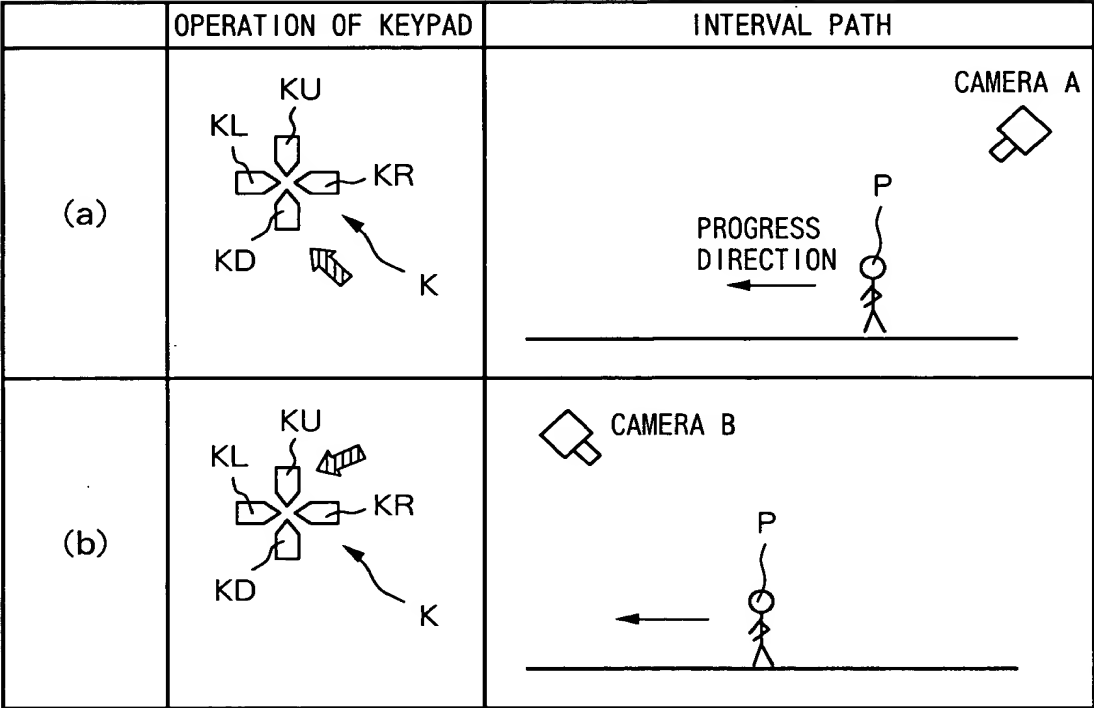 OPERATION OF KEYPAD
INTERVAL PATH
(a)
KU
KL
KR
KD
K
CAMERA A
P
PROGRESS
DIRECTION
(b)
KU
KL
KR
KD
K
CAMERA B
P